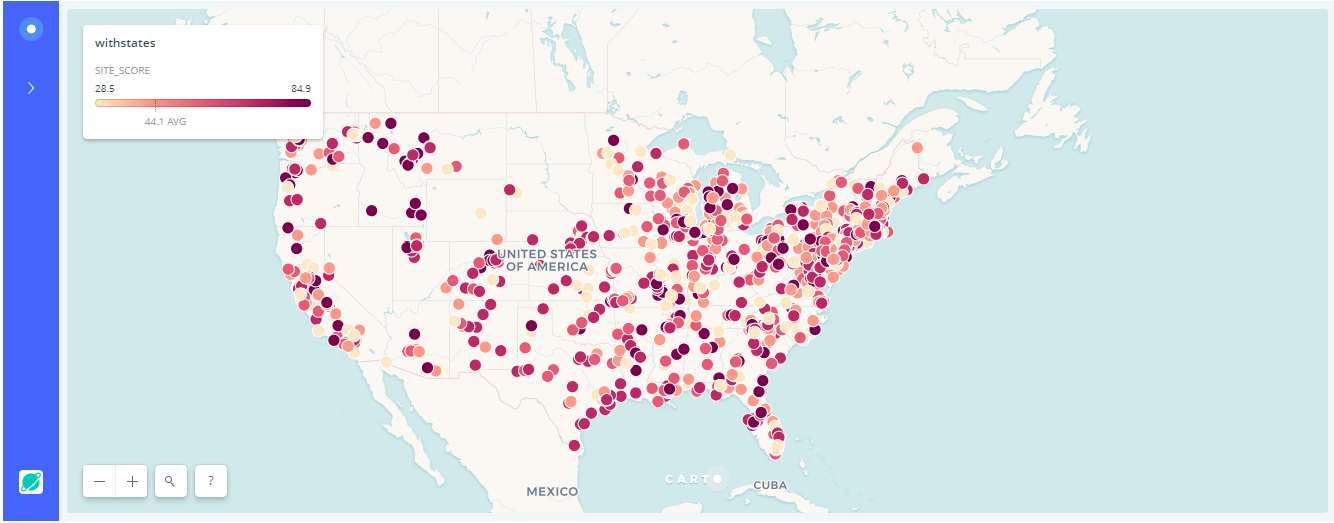 withstates
SITE_SCORE
28.5 84.9
44.1 AVG
UNITED STATES
OF AMERICA
CARTO
CUBA
MEXICO
?